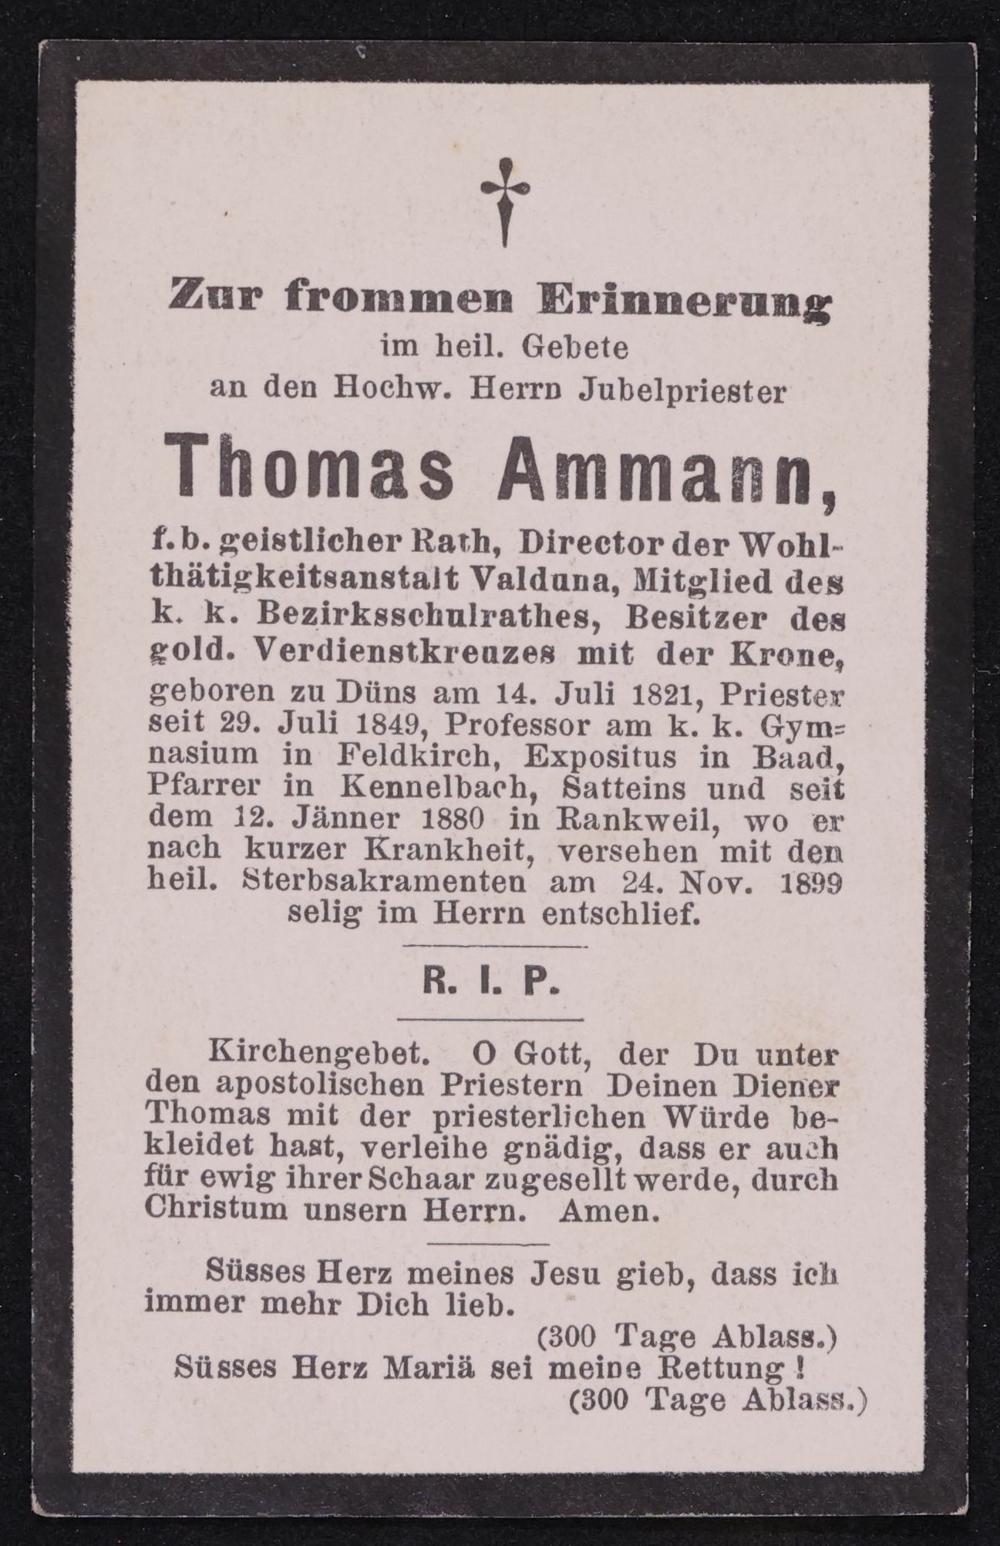 Zur frommen Erinnerung
im heil. Gebete
an den Hochw. Herrn Jubelpriester
Thomas Ammann,
f. b. geistlicher Rath, Director der Wohl-
thätigkeitsanstalt Valduna, Mitglied des
k. k. Bezirksschulrathes, Besitzer des
gold. Verdienstkreuzes mit der Krone,
geboren zu Düns am 14. Juli 1821, Priester
seit 29. Juli 1849, Professor am k. k. Gym=
nasium in Feldkirch, Expositus in Baad,
Pfarrer in Kennelbach, Satteins und seit
dem 12. Jänner 1880 in Rankweil, wo er
nach kurzer Krankheit, versehen mit den
heil. Sterbsakramenten am 24. Nov. 1899
selig im Herrn entschlief.
R. I. P.
Kirchengebet. O Gott, der Du unter
den apostolischen Priestern Deinen Diener
Thomas mit der priesterlichen Würde be-
kleidet hast, verleihe gnädig, dass er auch
für ewig ihrer Schaar zugesellt werde, durch
Christum unsern Herrn. Amen.
Süsses Herz meines Jesu gieb, dass ich
immer mehr Dich lieb.
(300 Tage Ablass.)
Süsses Herz Mariä sei meine Rettung !
(300 Tage Ablass.)